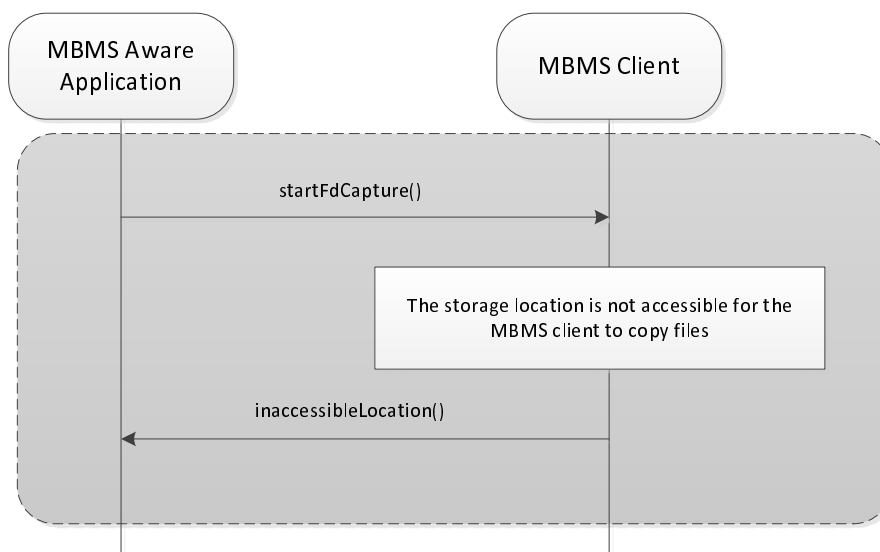 MBMS Aware
Application
MBMS Client
startFdCapture()
The storage location is not accessible for the
MBMS client to copy files
inaccessibleLocation()